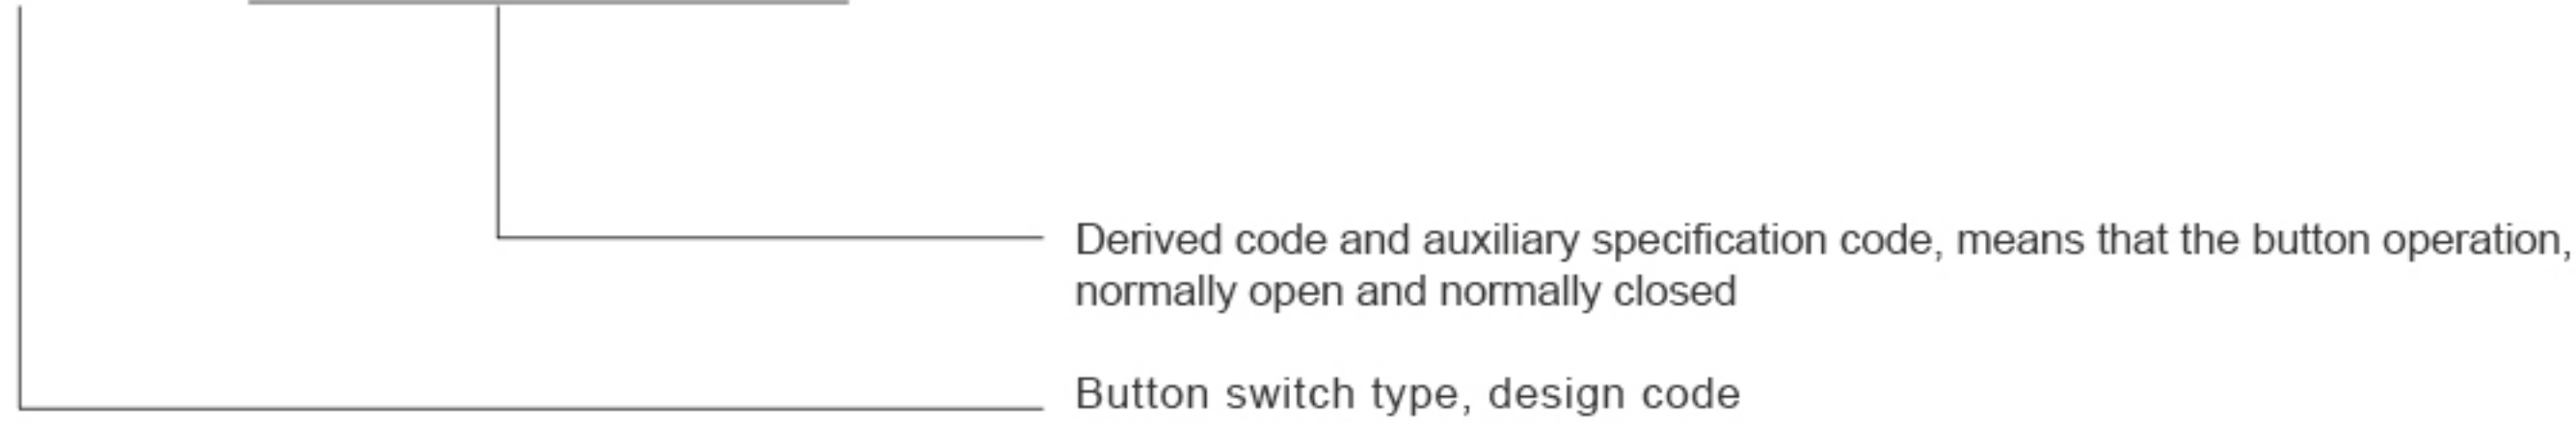 Derived code and auxiliary specification code, means that the button operation,
normally open and normally closed
Button switch type, design code